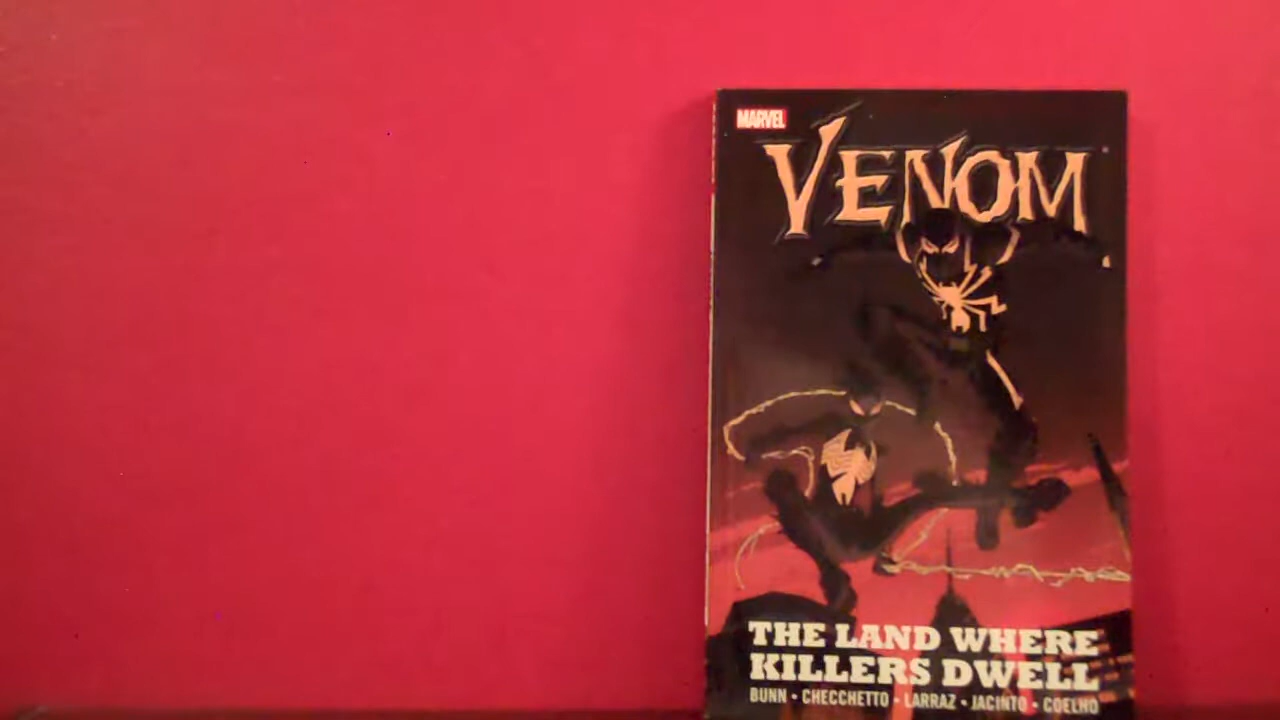 MARVEL
VENOM
THE LAND WHERE
KILLERS DWELL
BUNN • CHECCHETTO • LARRAZ • JACINTO • COELHO